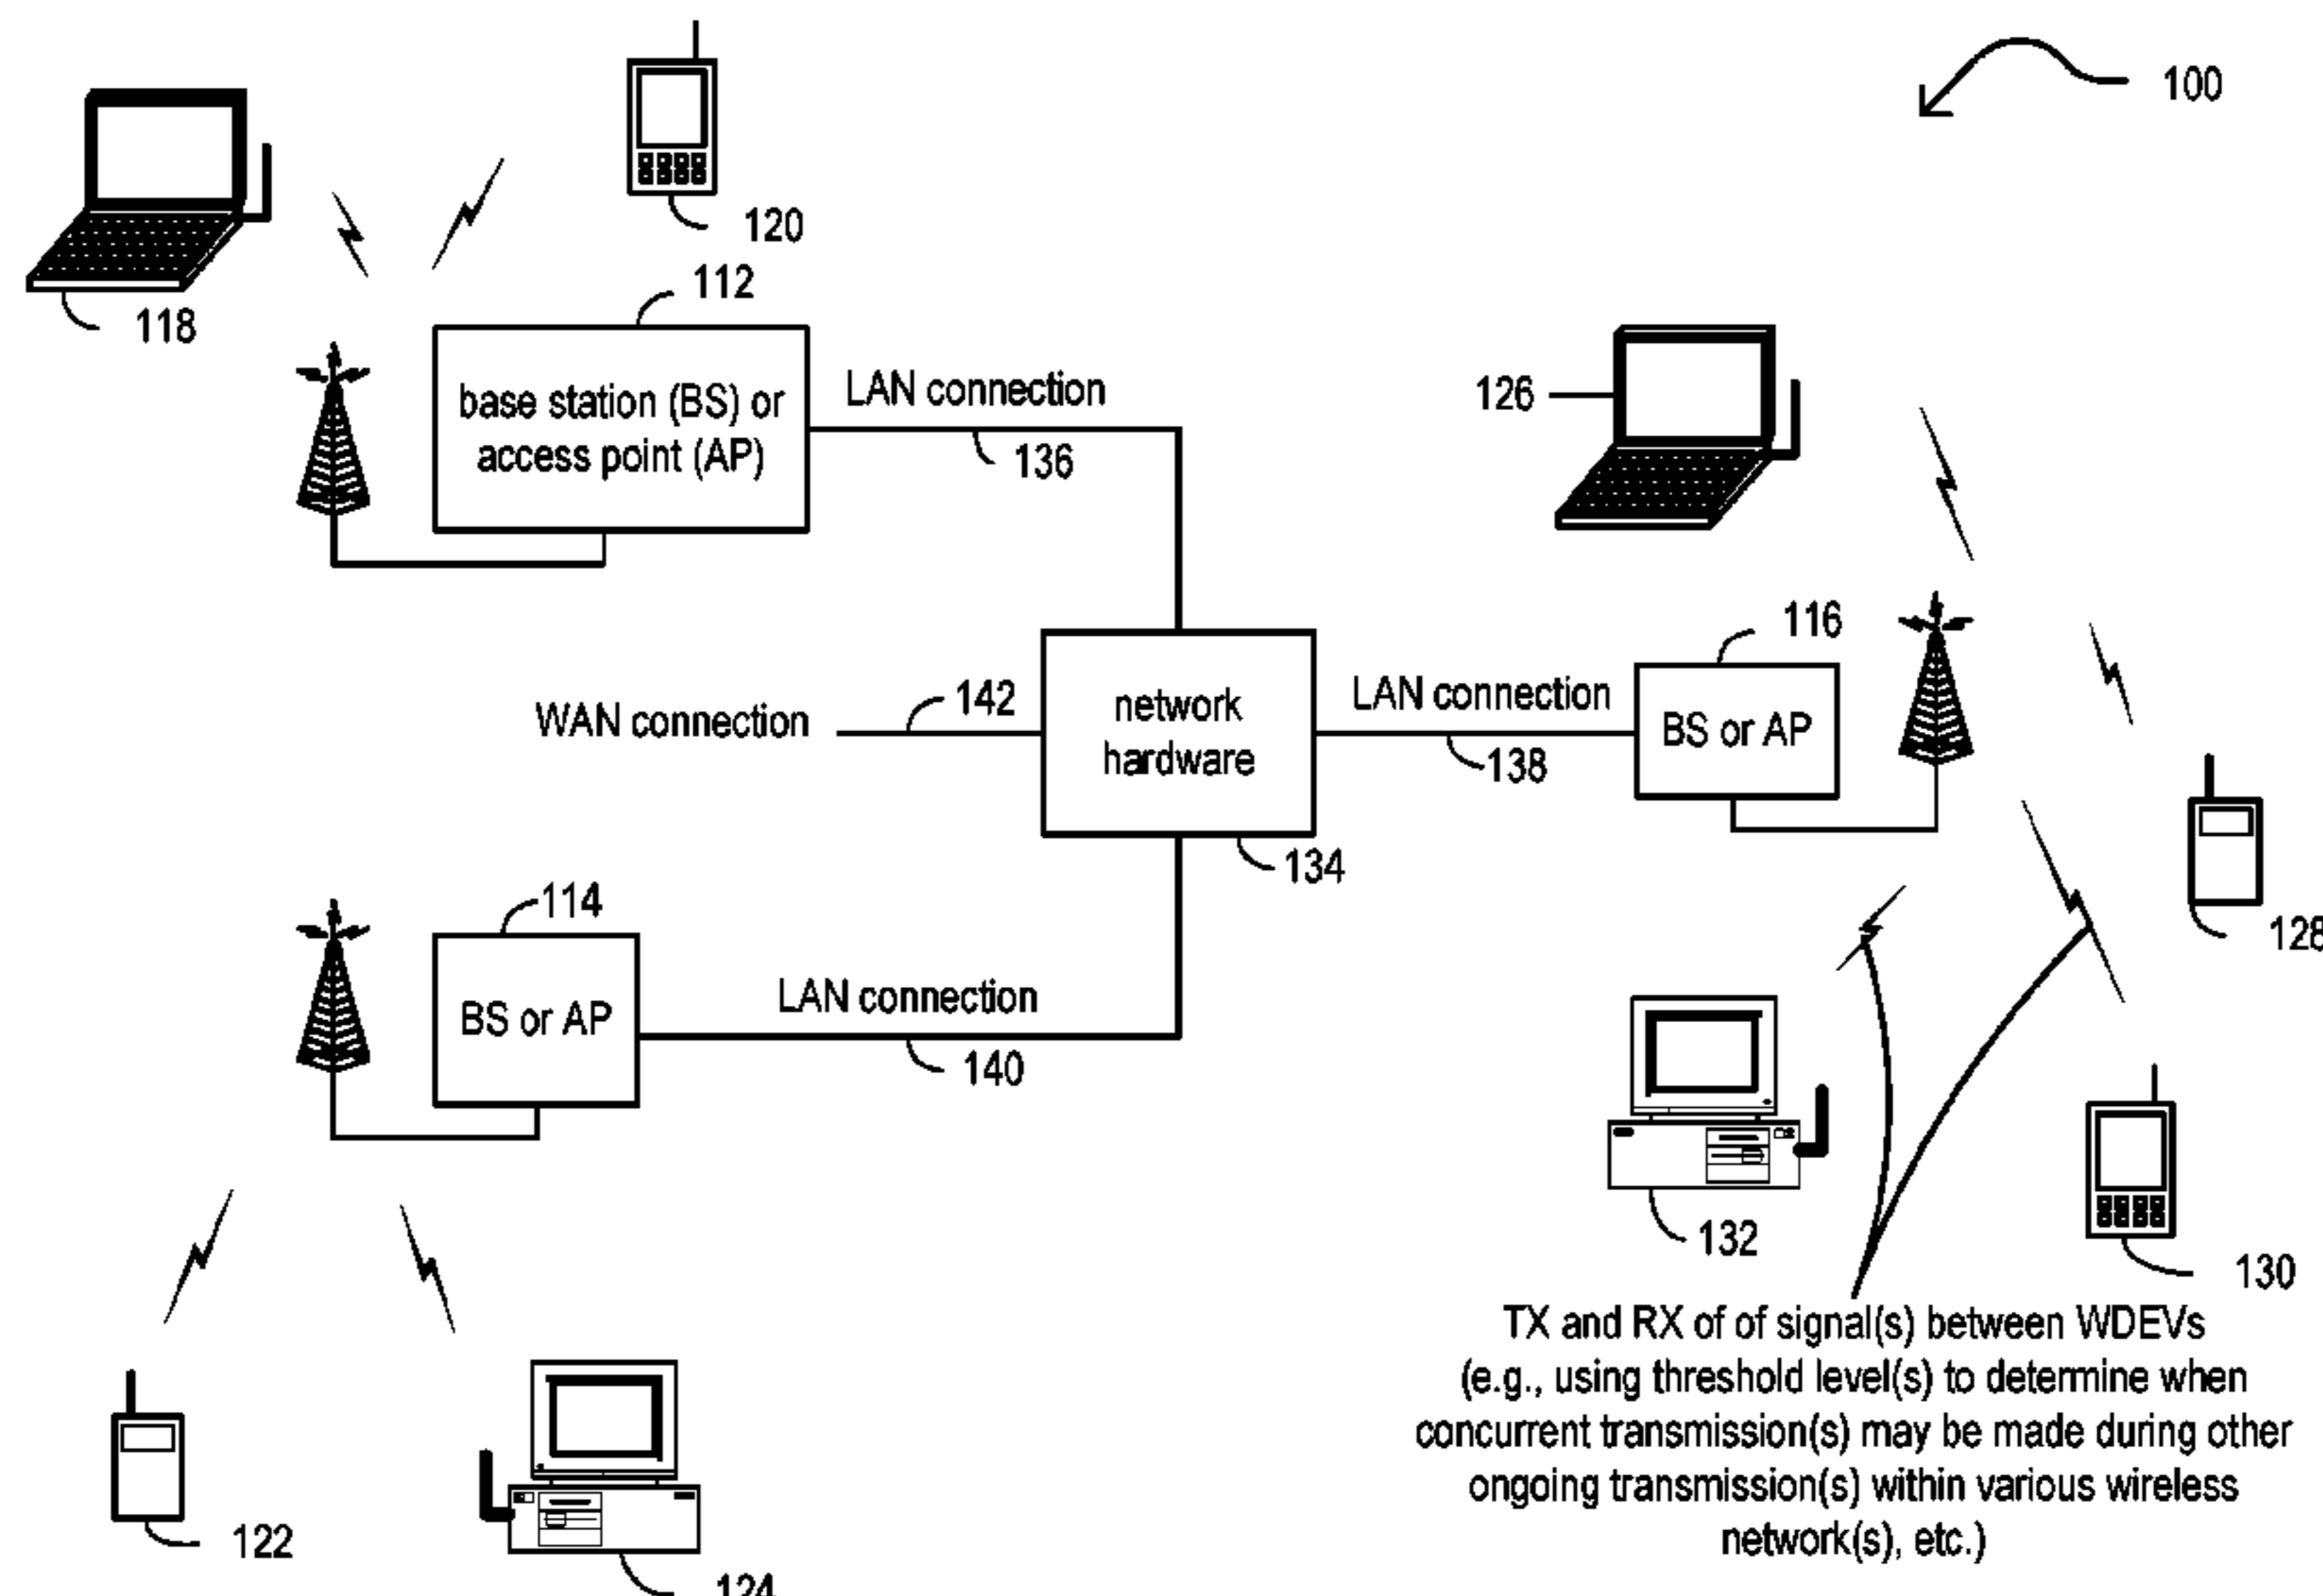 100
120
112
118
base station (BS) or
access point (AP)
LAN connection
136
126
116
142
WAN connection
network
hardware
LAN connection
138
BS or AP
134
128
114
BS or AP
LAN connection
140
132
130
TX and RX of of signal(s) between WDEVs
(e.g., using threshold level(s) to determine when
concurrent transmission(s) may be made during other
ongoing transmission(s) within various wireless
network(s), etc.)
122
124